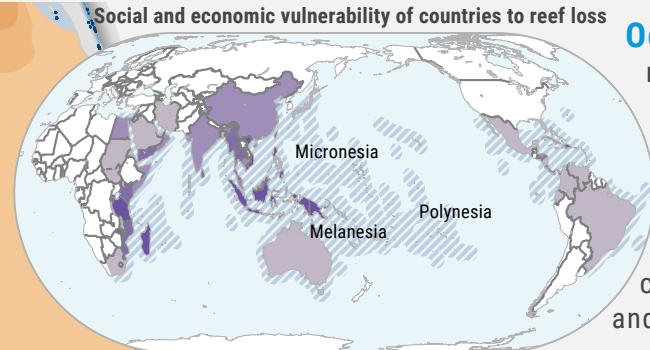 Social and economic vulnerability of countries to reef loss
Micronesia
Polynesia
Melanesia
and